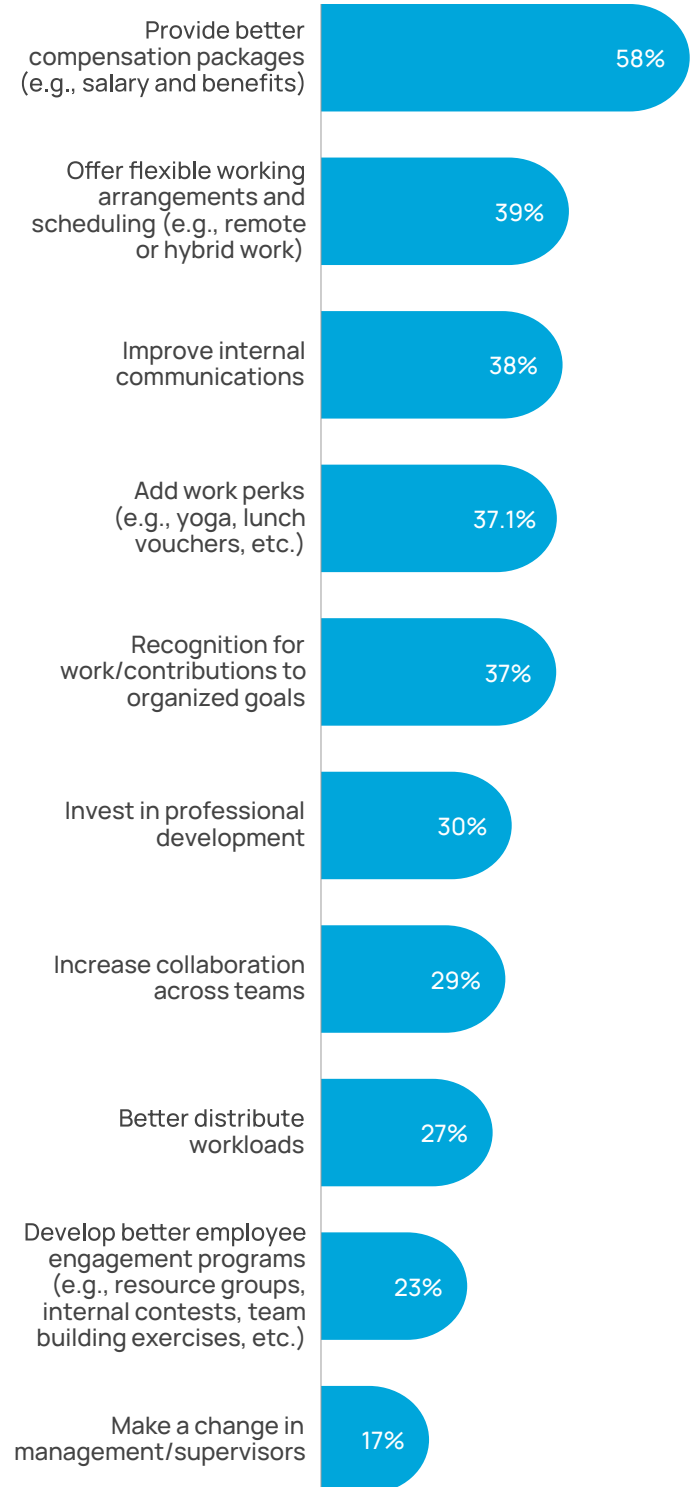 Provide better
compensation packages
(e.g., salary and benefits)
58%
Offer flexible working
arrangements and
scheduling (e.g., remote
or hybrid work)
39%
Improve internal
communications
38%
Add work perks
(e.g., yoga, lunch
vouchers, etc.)
37.1%
Recognition for
work/contributions to
organized goals
37%
Invest in professional
development
30%
Increase collaboration
across teams
29%
Better distribute
workloads
27%
Develop better employee
engagement programs
(e.g., resource groups,
internal contests, team
building exercises, etc.)
23%
Make a change in
management/supervisors
17%